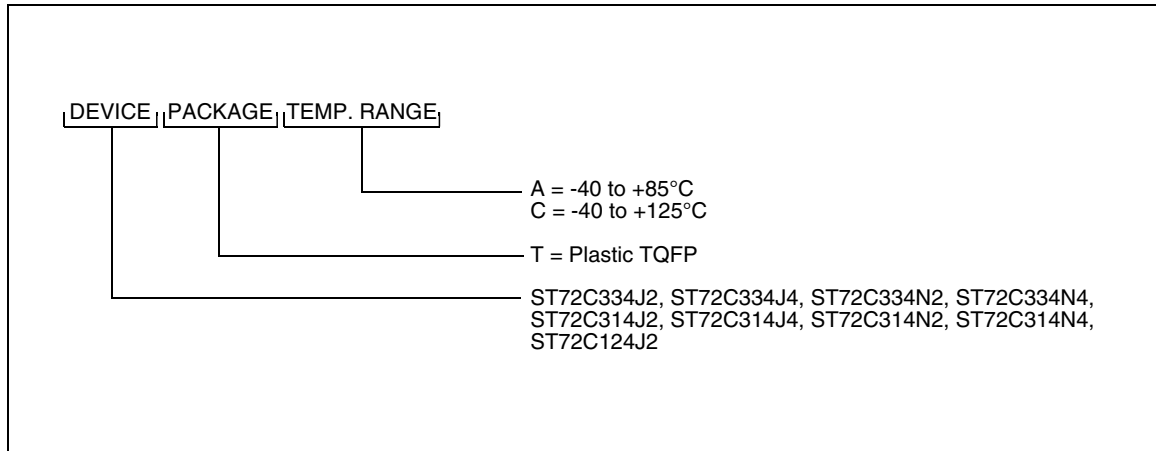 DEVICE PACKAGE TEMP. RANGE
A = -40 to +85°C
C = -40 to +125°C
T = Plastic TQFP
ST72C334J2, ST72C334J4, ST72C334N2, ST72C334N4,
ST72C314J2, ST72C314J4, ST72C314N2, ST72C314N4,
ST72C124J2